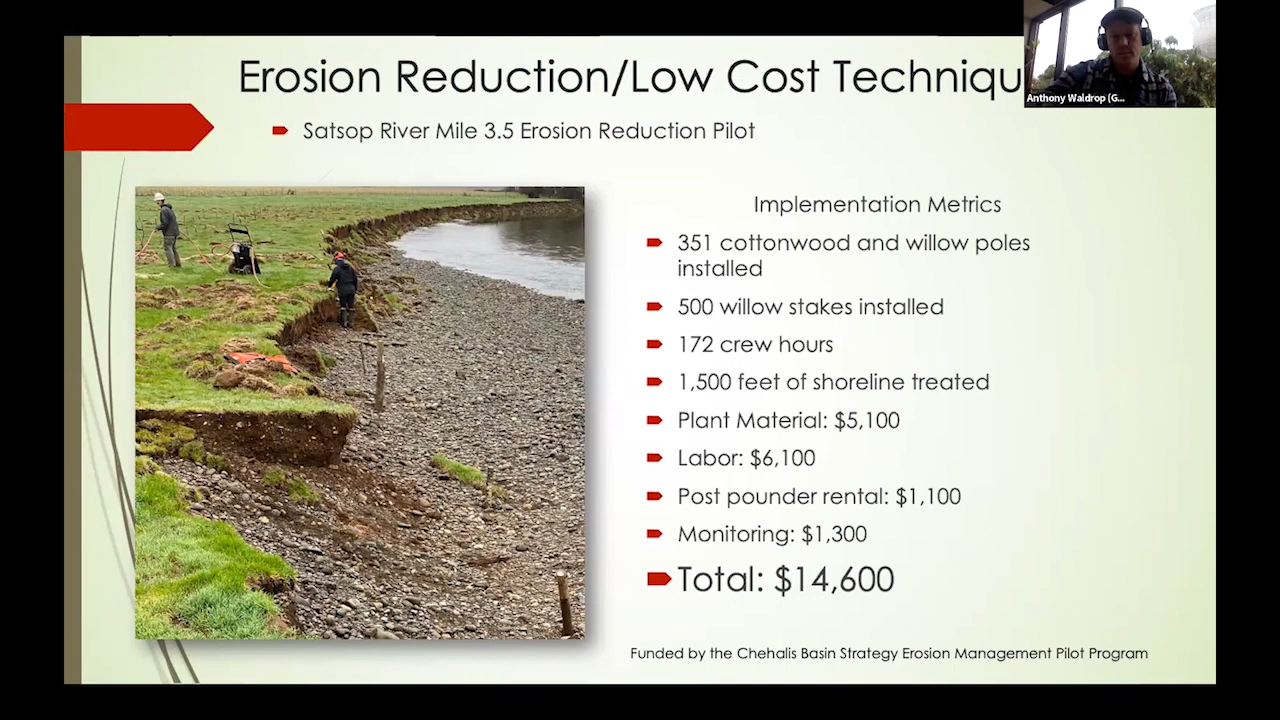 Erosion Reduction/Low Cost Techniqu
Anthony Waldrop (G...
Satsop River Mile 3.5 Erosion Reduction Pilot
Implementation Metrics
351 cottonwood and willow poles
installed
500 willow stakes installed
172 crew hours
1,500 feet of shoreline treated
Plant Material: $5,100
Labor: $6,100
Post pounder rental: $1,100
Monitoring: $1,300
Total: $14,600
Funded by the Chehalis Basin Strategy Erosion Management Pilot Program